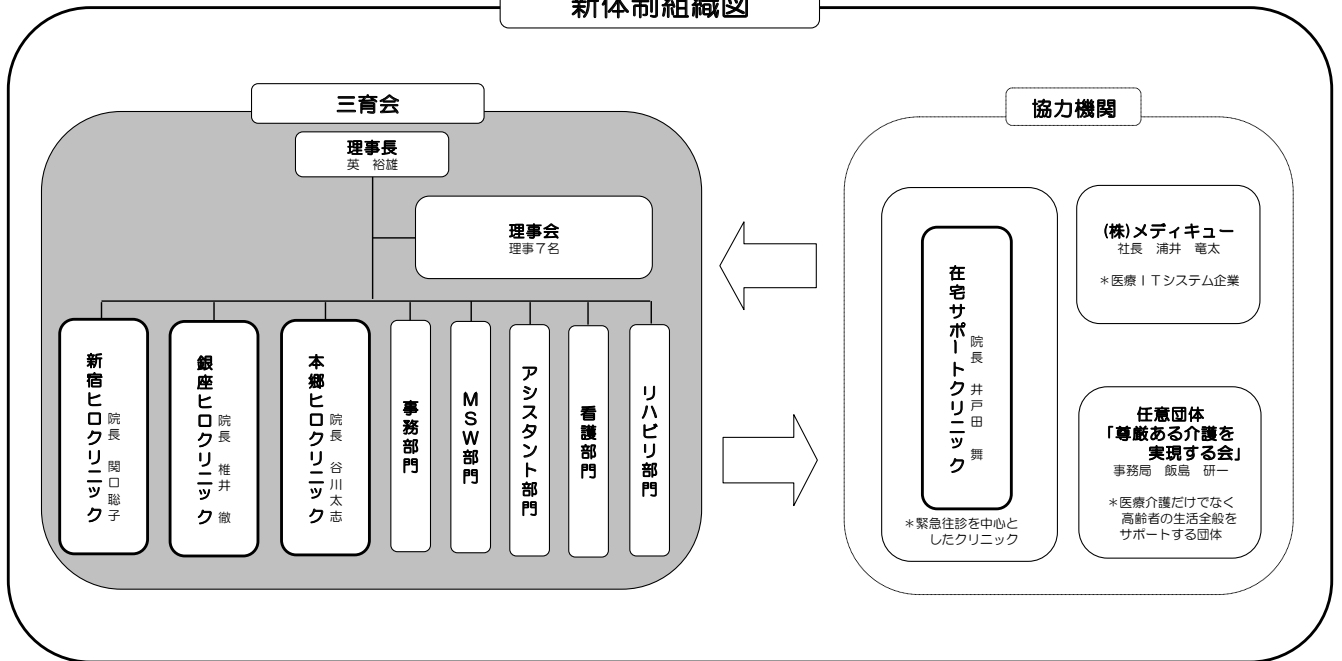 新体制組織図
三育会
理事長
英 裕雄
理事会
理事7名
新宿ヒロクリニック
院長 関口聡子
銀座ヒロクリニック
院長 椎井 徹
本郷ヒロクリニック
院長 谷川太志
事務部門
MSW部門
アシスタント部門
看護部門
リハビリ部門
協力機関
在宅サポートクリニック
院長 井戸田 舞
*緊急往診を中心と
したクリニック
(株)メディキュー
社長 浦井 竜太
*医療ITシステム企業
任意団体
「尊厳ある介護を
実現する会」
事務局 飯島 研一
*医療介護だけでなく
高齢者の生活全般を
サポートする団体